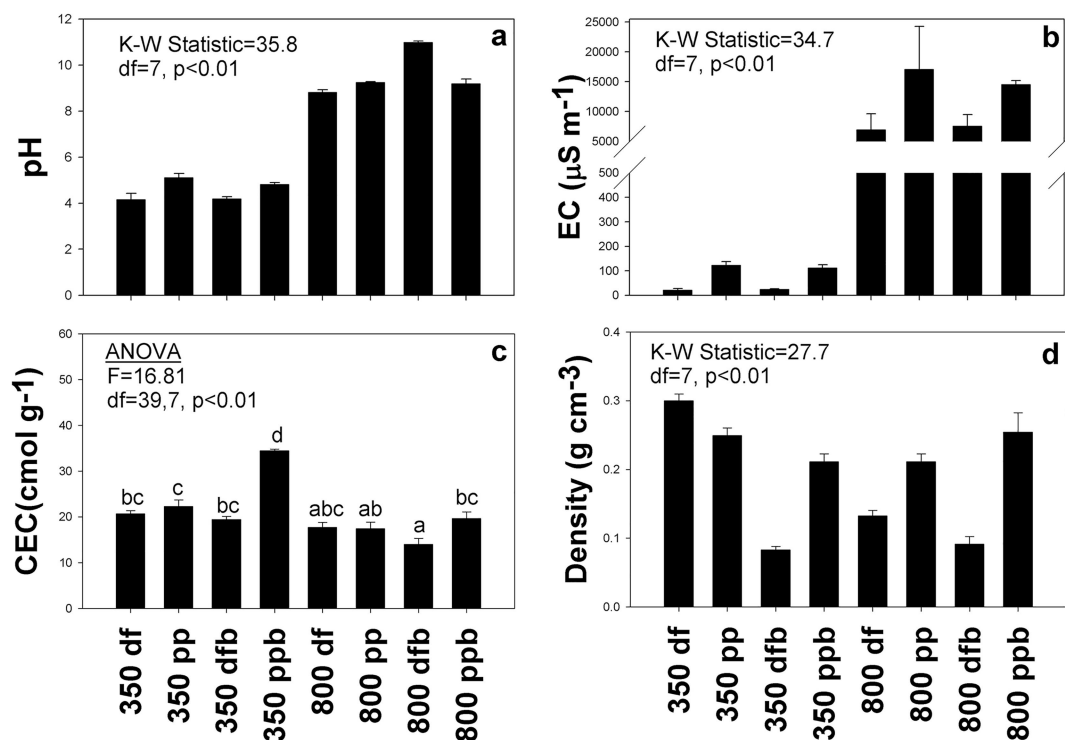 a
K-W Statistic=35.8
df=7, p<0.01
pH
12
10
8
6
4
2
0
b
K-W Statistic=34.7
df=7, p<0.01
EC (μS m-1)
25000
20000
15000
10000
5000
500
400
300
200
100
0
c
ANOVA
F=16.81
df=39,7, p<0.01
CEC(cmol g-1)
60
50
40
30
20
10
0
bc c bc d abc ab a bc
350 df
350 pp
350 dfb
350 ppb
800 df
800 pp
800 dfb
800 ppb
d
K-W Statistic=27.7
df=7, p<0.01
Density (g cm-3)
0.4
0.3
0.2
0.1
0.0
350 df
350 pp
350 dfb
350 ppb
800 df
800 pp
800 dfb
800 ppb